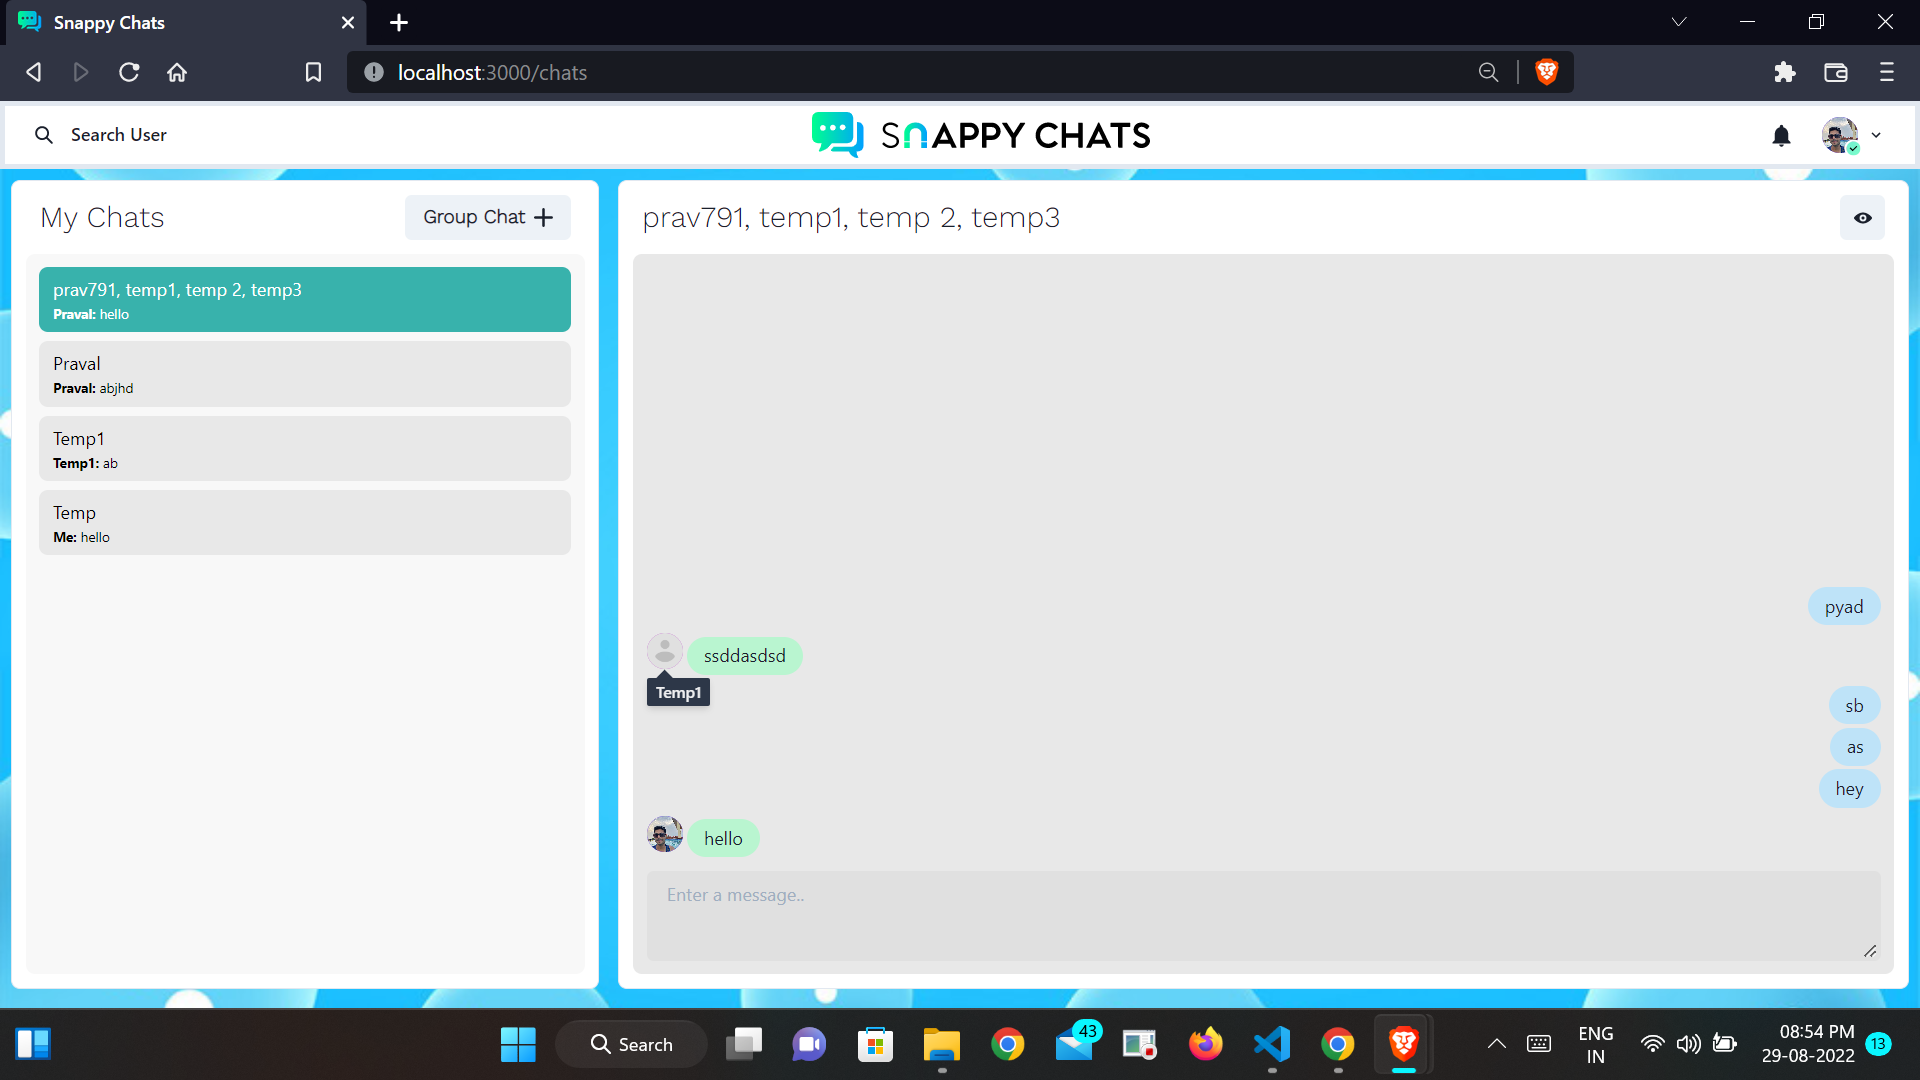 Snappy Chats
localhost:3000/chats
Search User
SnAPPY CHATS
My Chats
Group Chat
prav791, temp1, temp 2, temp3
Praval: hello
Praval
Praval: abjhd
Temp1
Temp1: ab
Temp
Me: hello
prav791, temp1, temp 2, temp3
pyad
ssddasdsd
Temp1
sb
as
hey
hello
Enter a message..
Search
43
ENG
IN
08:54 PM
29-08-2022
13